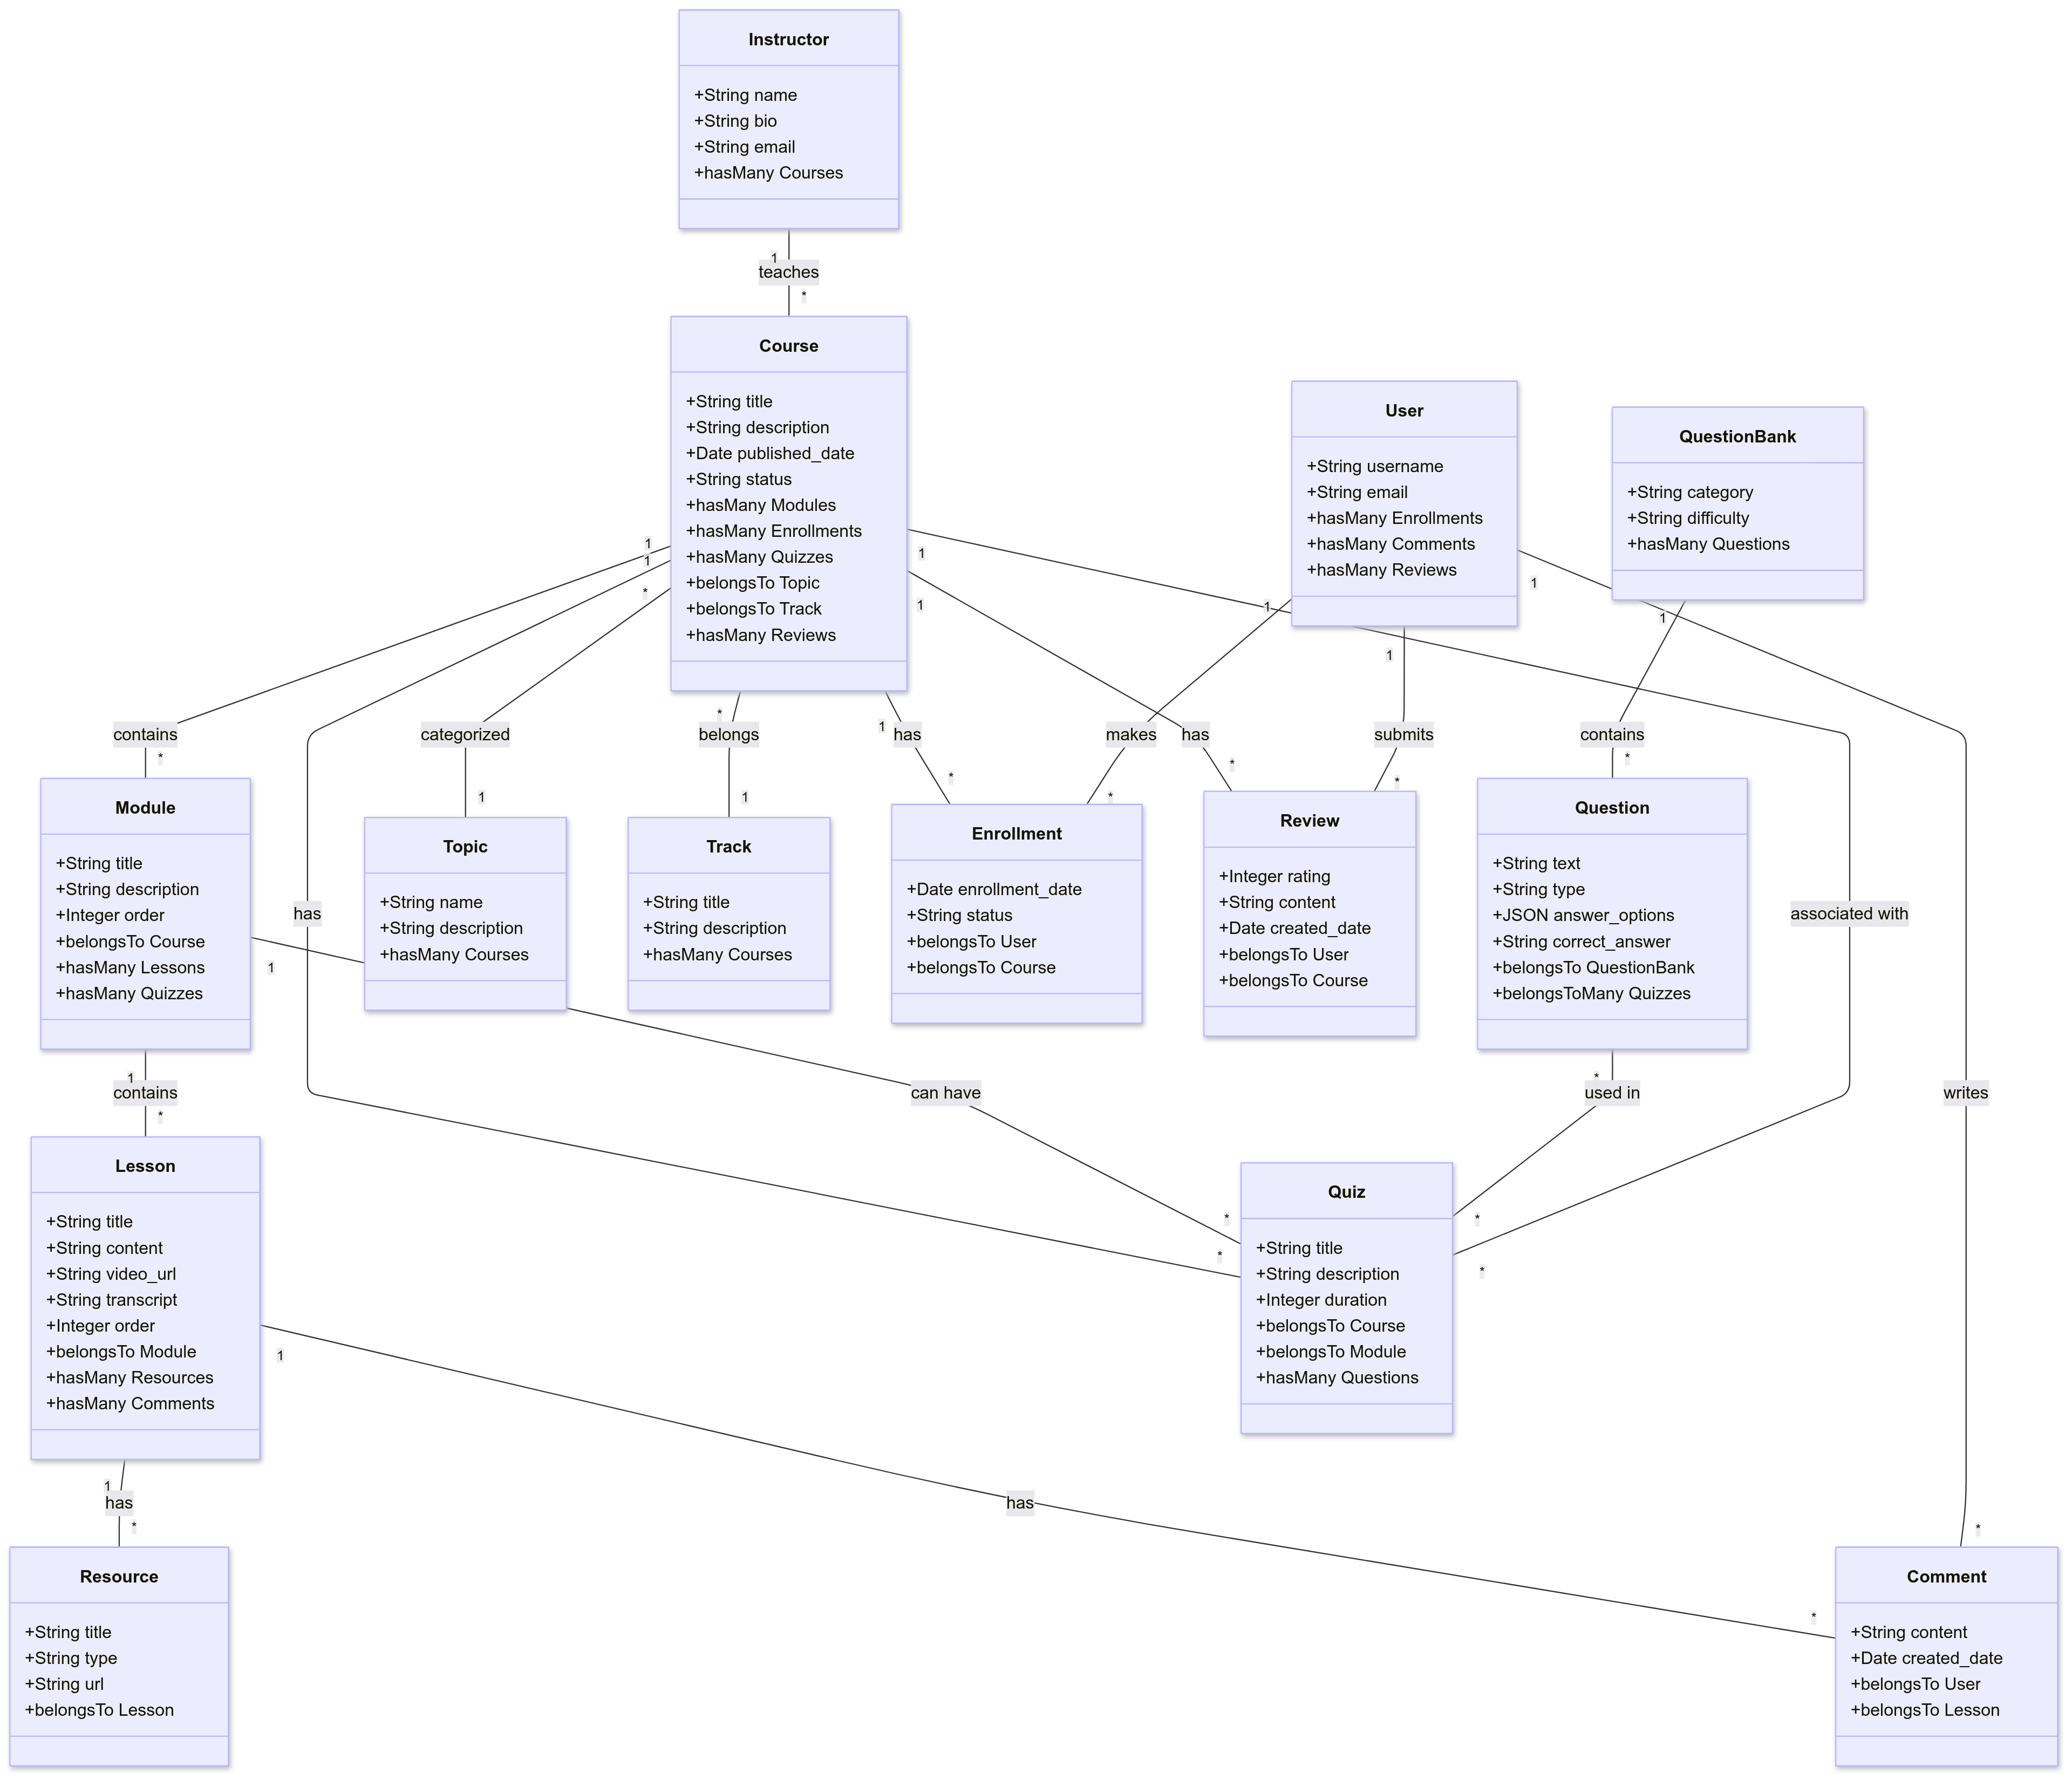 Instructor
+String name
+String bio
+String email
+hasMany Courses
1
teaches
*
Course
+String title
+String description
+Date published_date
+String status
+hasMany Modules
+hasMany Enrollments
+hasMany Quizzes
+belongsTo Topic
+belongsTo Track
+hasMany Reviews
User
+String username
+String email
+hasMany Enrollments
+hasMany Comments
+hasMany Reviews
QuestionBank
+String category
+String difficulty
+hasMany Questions
1
1
*
1
1
1
1
1
1
*
1
contains
categorized
belongs
has
makes
has
submits
contains
*
1
1
*
*
*
*
*
Module
+String title
+String description
+Integer order
+belongsTo Course
+hasMany Lessons
+hasMany Quizzes
Topic
+String name
+String description
+hasMany Courses
Track
+String title
+String description
+hasMany Courses
Enrollment
+Date enrollment_date
+String status
+belongsTo User
+belongsTo Course
Review
+Integer rating
+String content
+Date created_date
+belongsTo User
+belongsTo Course
Question
+String text
+String type
+JSON answer_options
+String correct_answer
+belongsTo QuestionBank
+belongsToMany Quizzes
has
associated with
1
1
*
contains
can have
used in
writes
*
Lesson
+String title
+String content
+String video_url
+String transcript
+Integer order
+belongsTo Module
+hasMany Resources
+hasMany Comments
*
*
*
*
Quiz
+String title
+String description
+Integer duration
+belongsTo Course
+belongsTo Module
+hasMany Questions
1
1
has
has
*
*
*
Resource
+String title
+String type
+String url
+belongsTo Lesson
Comment
+String content
+Date created_date
+belongsTo User
+belongsTo Lesson